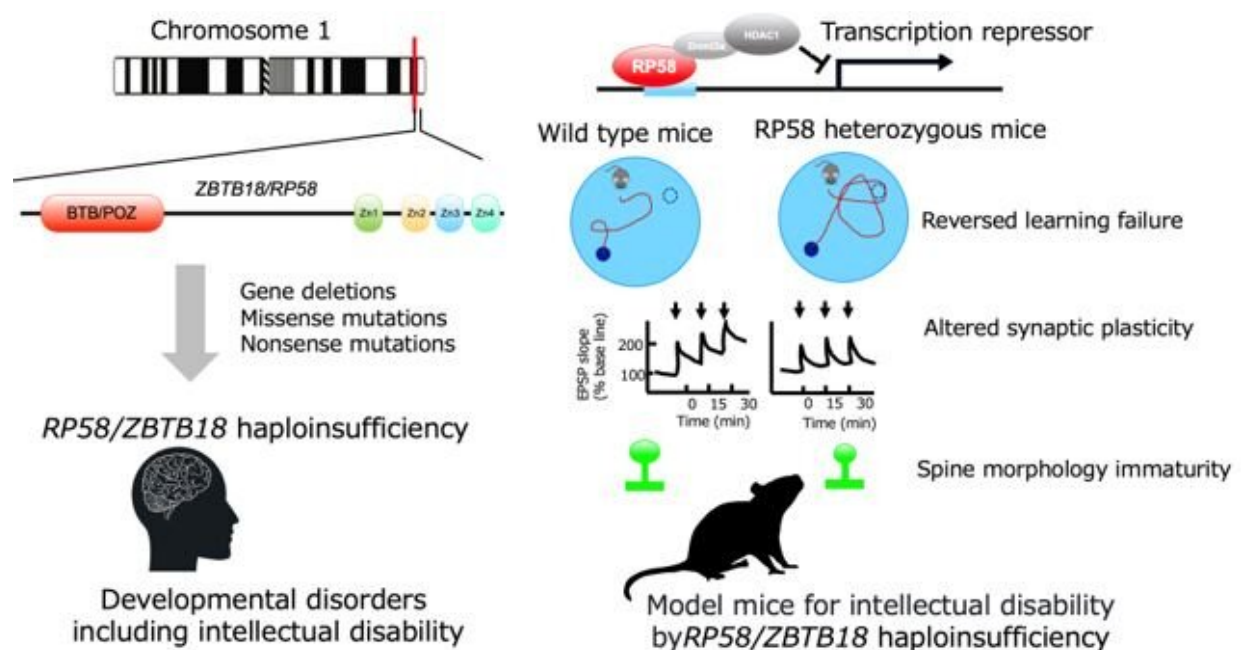 Chromosome 1
ZBTB18/RP58
BTB/POZ
Zn1
Zn2
Zn3
Zn4
Gene deletions
Missense mutations
Nonsense mutations
RP58/ZBTB18 haploinsufficiency
Developmental disorders
including intellectual disability
RP58
Dnmt3a
HDAC1
Transcription repressor
Wild type mice
RP58 heterozygous mice
Reversed learning failure
EPSP slope
(% base line)
200
100
0 15 30
Time (min)
0 15 30
Time (min)
Altered synaptic plasticity
Spine morphology immaturity
Model mice for intellectual disability
byRP58/ZBTB18 haploinsufficiency